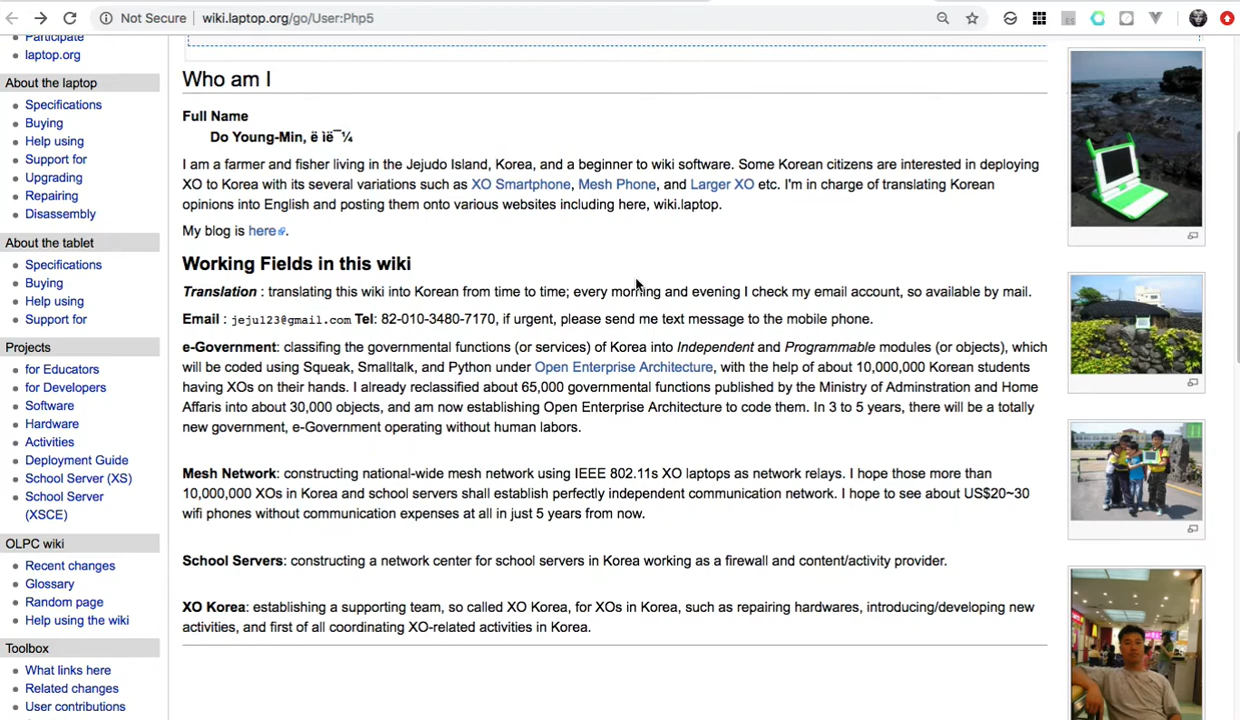 Not Secure wiki.laptop.org/go/User:Php5
Participate
laptop.org
About the laptop
Specifications
Buying
Help using
Support for
Upgrading
Repairing
Disassembly
About the tablet
Specifications
Buying
Help using
Support for
Projects
for Educators
for Developers
Software
Hardware
Activities
Deployment Guide
School Server (XS)
School Server
(XSCE)
OLPC wiki
Recent changes
Glossary
Random page
Help using the wiki
Toolbox
What links here
Related changes
User contributions
Who am I
Full Name
Do Young-Min, ë ìë¯¼
I am a farmer and fisher living in the Jejudo Island, Korea, and a beginner to wiki software. Some Korean citizens are interested in deploying
XO to Korea with its several variations such as XO Smartphone, Mesh Phone, and Larger XO etc. I'm in charge of translating Korean
opinions into English and posting them onto various websites including here, wiki.laptop.
My blog is here.
Working Fields in this wiki
Translation : translating this wiki into Korean from time to time; every morning and evening I check my email account, so available by mail.
Email : jeju123@gmail.com Tel: 82-010-3480-7170, if urgent, please send me text message to the mobile phone.
e-Government: classifing the governmental functions (or services) of Korea into Independent and Programmable modules (or objects), which
will be coded using Squeak, Smalltalk, and Python under Open Enterprise Architecture, with the help of about 10,000,000 Korean students
having XOs on their hands. I already reclassified about 65,000 governmental functions published by the Ministry of Adminstration and Home
Affaris into about 30,000 objects, and am now establishing Open Enterprise Architecture to code them. In 3 to 5 years, there will be a totally
new government, e-Government operating without human labors.
Mesh Network: constructing national-wide mesh network using IEEE 802.11s XO laptops as network relays. I hope those more than
10,000,000 XOs in Korea and school servers shall establish perfectly independent communication network. I hope to see about US$20~30
wifi phones without communication expenses at all in just 5 years from now.
School Servers: constructing a network center for school servers in Korea working as a firewall and content/activity provider.
XO Korea: establishing a supporting team, so called XO Korea, for XOs in Korea, such as repairing hardwares, introducing/developing new
activities, and first of all coordinating XO-related activities in Korea.